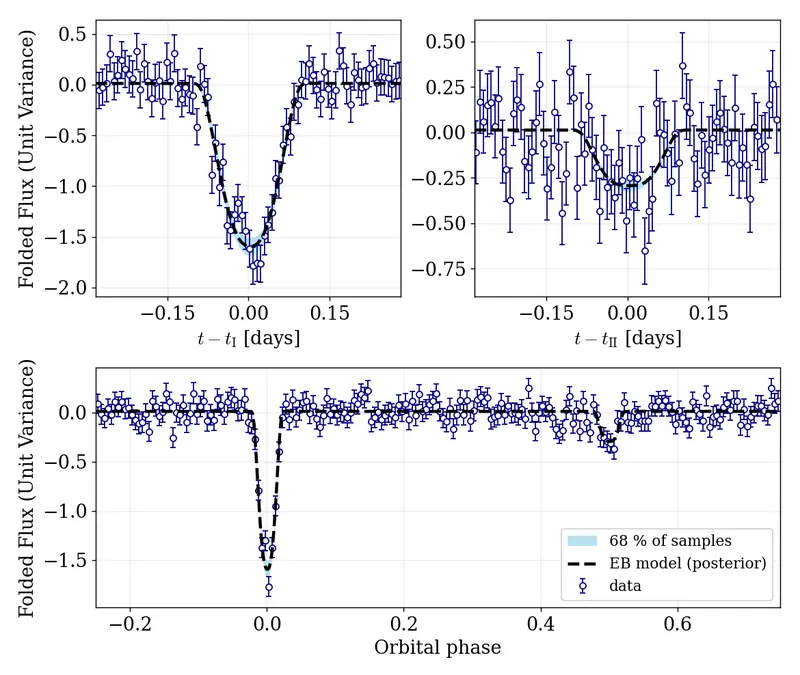 Folded Flux (Unit Variance)
0.5
0.0
−0.5
−1.0
−1.5
−2.0
−0.15 0.00 0.15
t − t_I [days]
0.50
0.25
0.00
−0.25
−0.50
−0.75
−0.15 0.00 0.15
t − t_II [days]
Folded Flux (Unit Variance)
0.0
−0.5
−1.0
−1.5
68 % of samples
EB model (posterior)
data
−0.2 0.0 0.2 0.4 0.6
Orbital phase